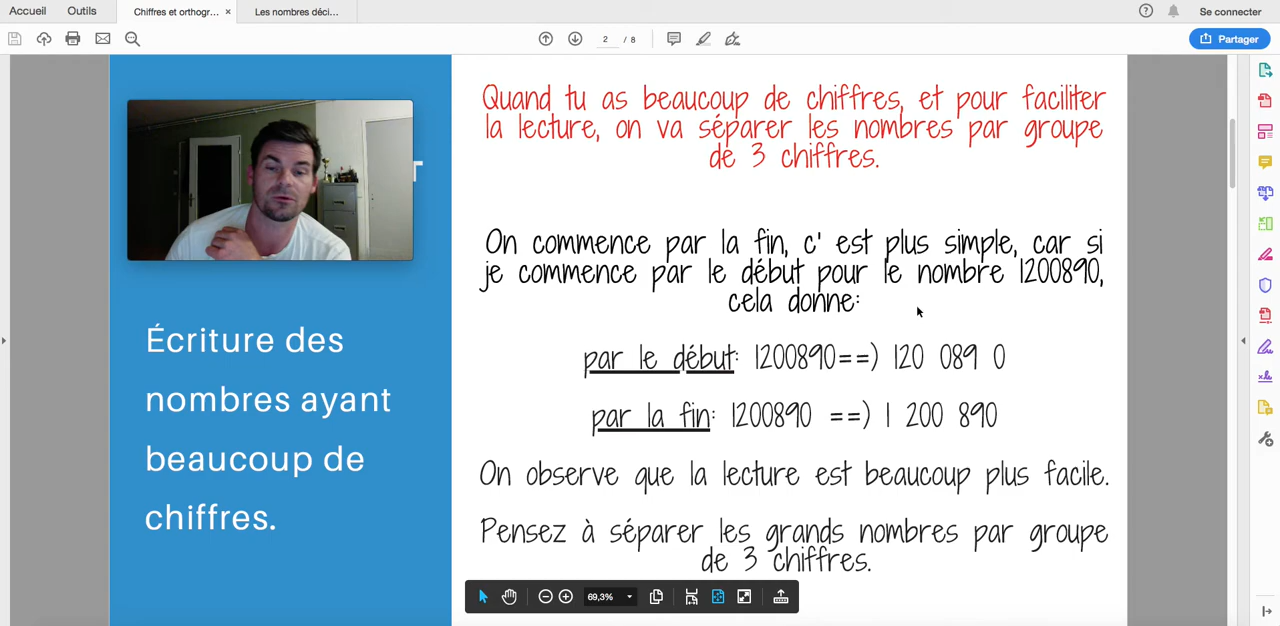 Accueil Outils Chiffres et orthogr... × Les nombres déci... Se connecter
2 / 8 Partager
Quand tu as beaucoup de chiffres, et pour faciliter
la lecture, on va séparer les nombres par groupe
de 3 chiffres.
On commence par la fin, c' est plus simple, car si
je commence par le début pour le nombre 1200890,
cela donne:
par le début: 1200890==) 120 089 0
par la fin: 1200890 ==) 1 200 890
On observe que la lecture est beaucoup plus facile.
Pensez à séparer les grands nombres par groupe
de 3 chiffres.
Écriture des
nombres ayant
beaucoup de
chiffres.
69,3%